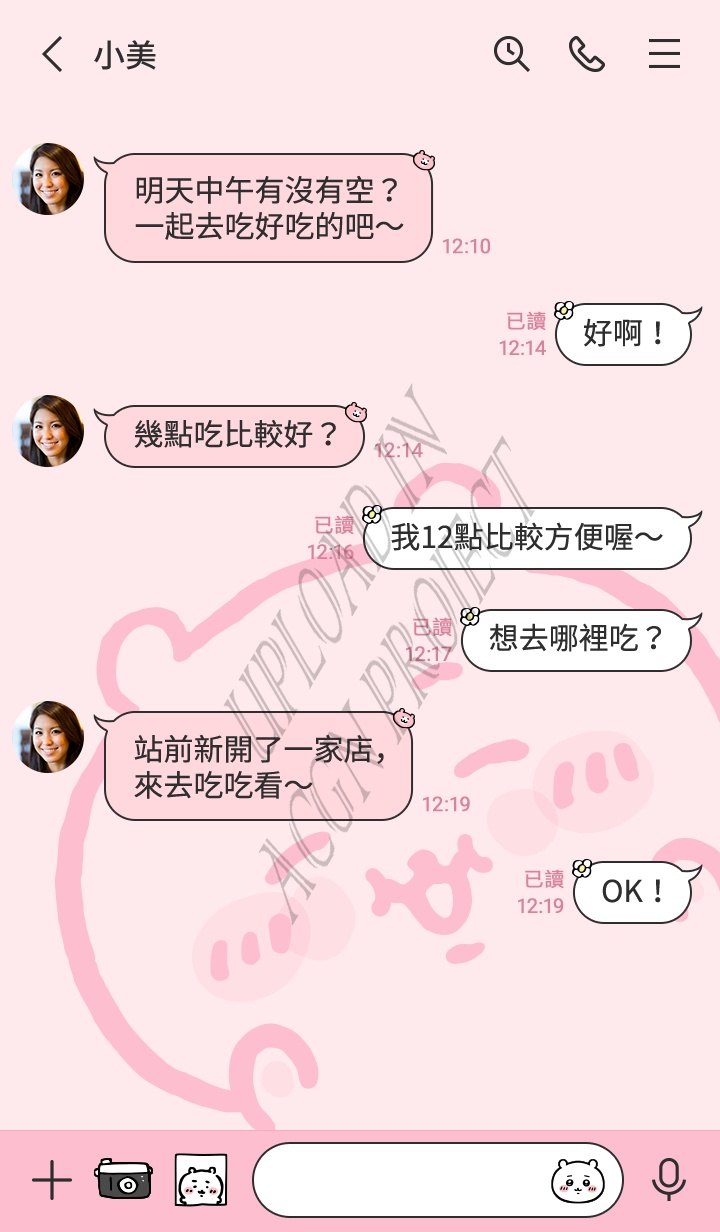 小美
明天中午有沒有空？
一起去吃好吃的吧～
12:10
已讀
12:14
好啊！
幾點吃比較好？
12:14
已讀
12:16
我12點比較方便喔～
已讀
12:17
想去哪裡吃？
站前新開了一家店，
來去吃吃看～
12:19
已讀
12:19
OK！
UPLOAD IN
ACGN PROJECT